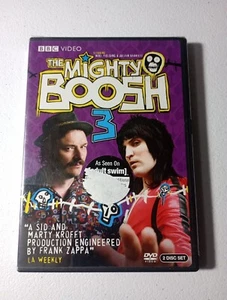 BBC VIDEO
THE MIGHTY
BOOSH
3
As Seen On
[adult swim]
"A SID AND
MARTY KROFFT
PRODUCTION ENGINEERED
BY FRANK ZAPPA"
LA WEEKLY
DVD
2 DISC SET